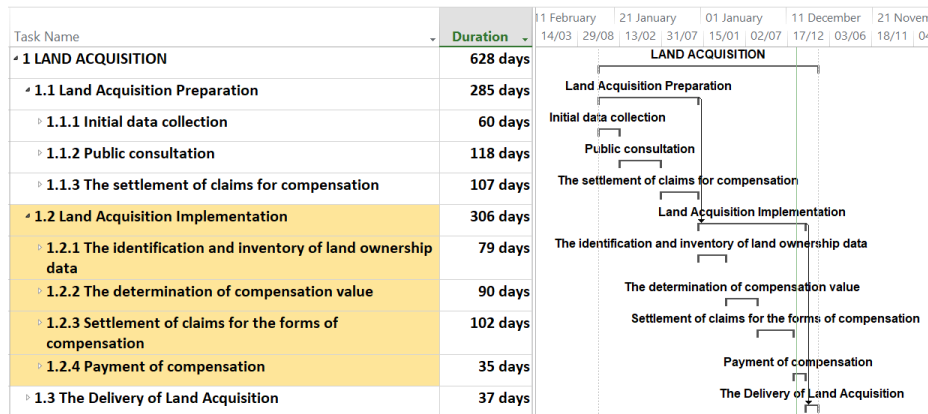 11 February 21 January 01 January 11 December 21 Novem
Task Name Duration 14/03 29/08 13/02 31/07 15/01 02/07 17/12 03/06 18/11 04
1 LAND ACQUISITION 628 days LAND ACQUISITION
1.1 Land Acquisition Preparation 285 days Land Acquisition Preparation
1.1.1 Initial data collection 60 days Initial data collection
1.1.2 Public consultation 118 days Public consultation
1.1.3 The settlement of claims for compensation 107 days The settlement of claims for compensation
1.2 Land Acquisition Implementation 306 days Land Acquisition Implementation
1.2.1 The identification and inventory of land ownership 79 days The identification and inventory of land ownership data
data
1.2.2 The determination of compensation value 90 days The determination of compensation value
1.2.3 Settlement of claims for the forms of 102 days Settlement of claims for the forms of compensation
compensation
1.2.4 Payment of compensation 35 days Payment of compensation
1.3 The Delivery of Land Acquisition 37 days The Delivery of Land Acquisition